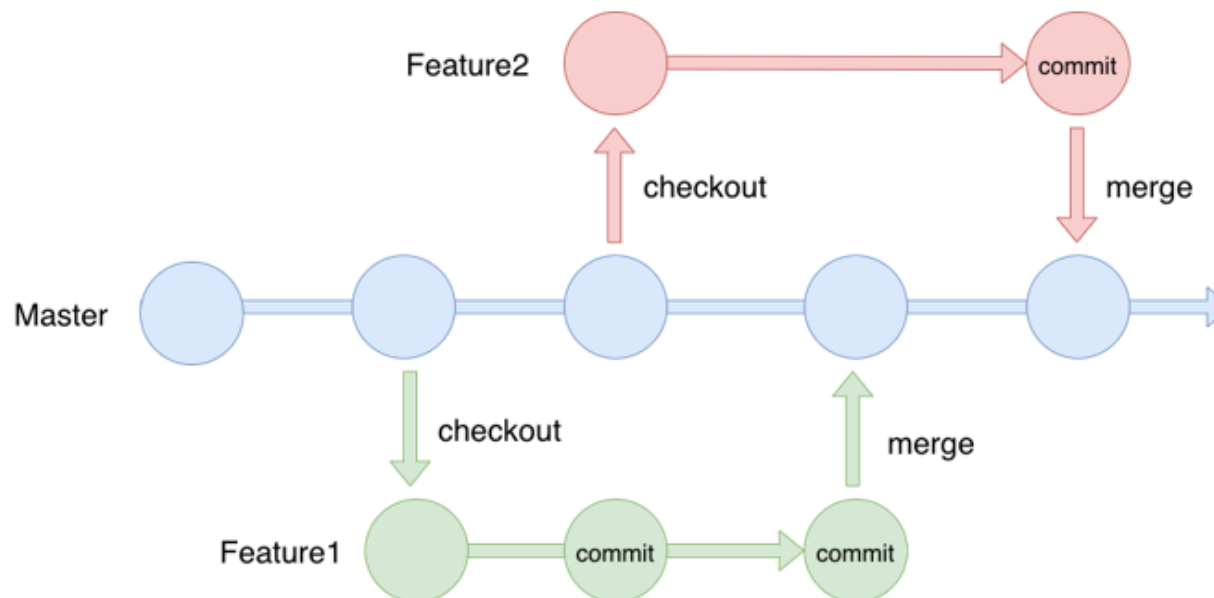 Feature2
commit
checkout
merge
Master
checkout
merge
Feature1
commit
commit